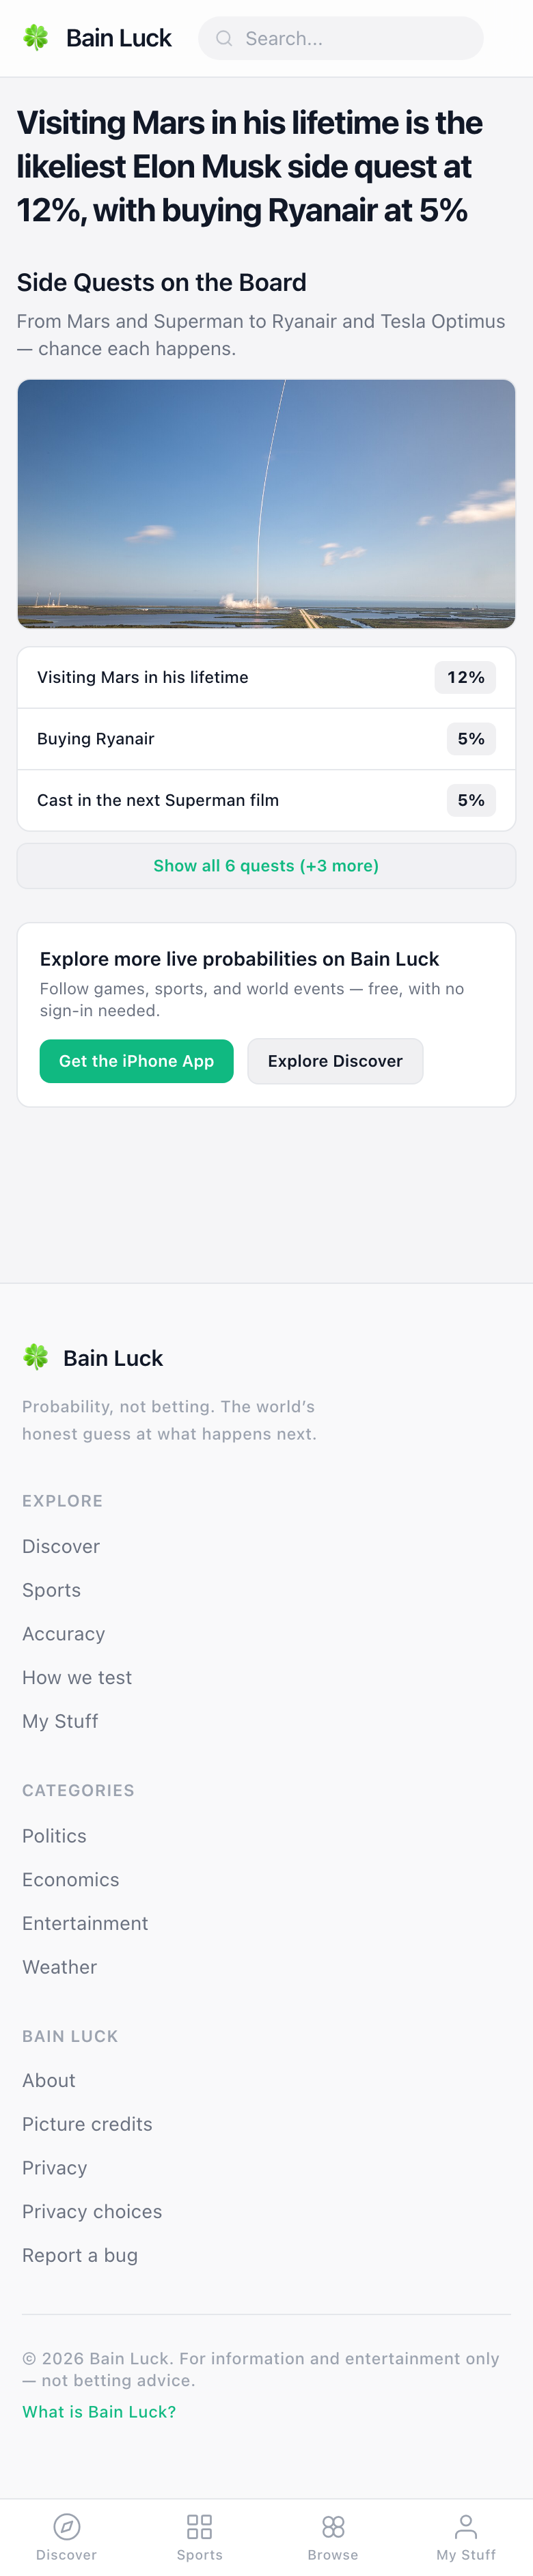 Bain Luck
Search...
Visiting Mars in his lifetime is the
likeliest Elon Musk side quest at
12%, with buying Ryanair at 5%
Side Quests on the Board
From Mars and Superman to Ryanair and Tesla Optimus
— chance each happens.
Visiting Mars in his lifetime 12%
Buying Ryanair 5%
Cast in the next Superman film 5%
Show all 6 quests (+3 more)
Explore more live probabilities on Bain Luck
Follow games, sports, and world events — free, with no
sign-in needed.
Get the iPhone App Explore Discover
Bain Luck
Probability, not betting. The world’s
honest guess at what happens next.
EXPLORE
Discover
Sports
Accuracy
How we test
My Stuff
CATEGORIES
Politics
Economics
Entertainment
Weather
BAIN LUCK
About
Picture credits
Privacy
Privacy choices
Report a bug
© 2026 Bain Luck. For information and entertainment only
— not betting advice.
What is Bain Luck?
Discover Sports Browse My Stuff